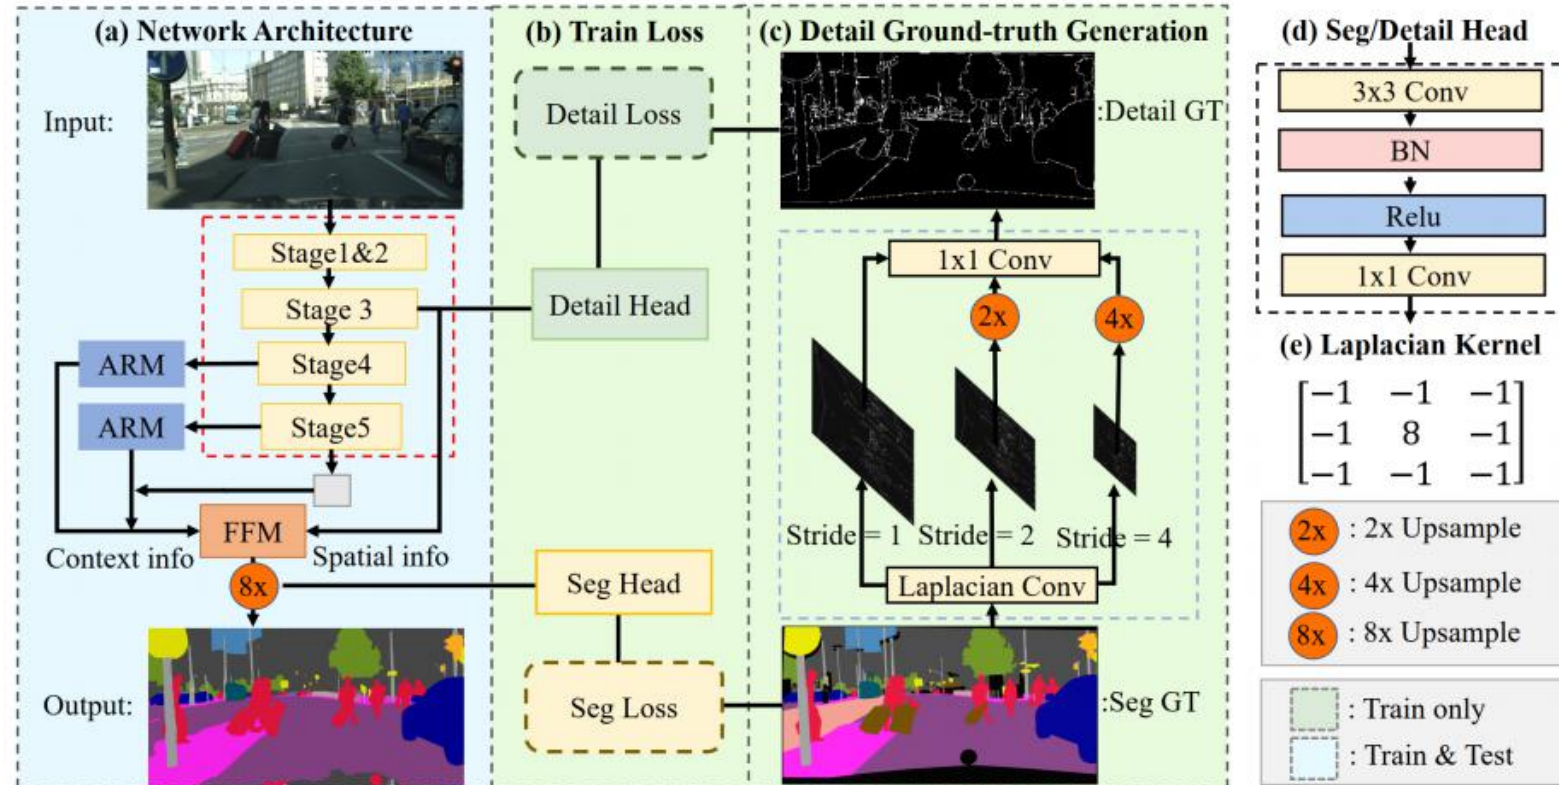 (a) Network Architecture
Input:
Stage1&2
Stage 3
Stage4
Stage5
ARM
ARM
FFM
Context info
Spatial info
8x
Output:
(b) Train Loss
Detail Loss
Detail Head
Seg Head
Seg Loss
(c) Detail Ground-truth Generation
:Detail GT
1x1 Conv
2x
4x
Stride = 1
Stride = 2
Stride = 4
Laplacian Conv
:Seg GT
(d) Seg/Detail Head
3x3 Conv
BN
Relu
1x1 Conv
(e) Laplacian Kernel
−1 −1 −1
−1 8 −1
−1 −1 −1
2x : 2x Upsample
4x : 4x Upsample
8x : 8x Upsample
: Train only
: Train & Test